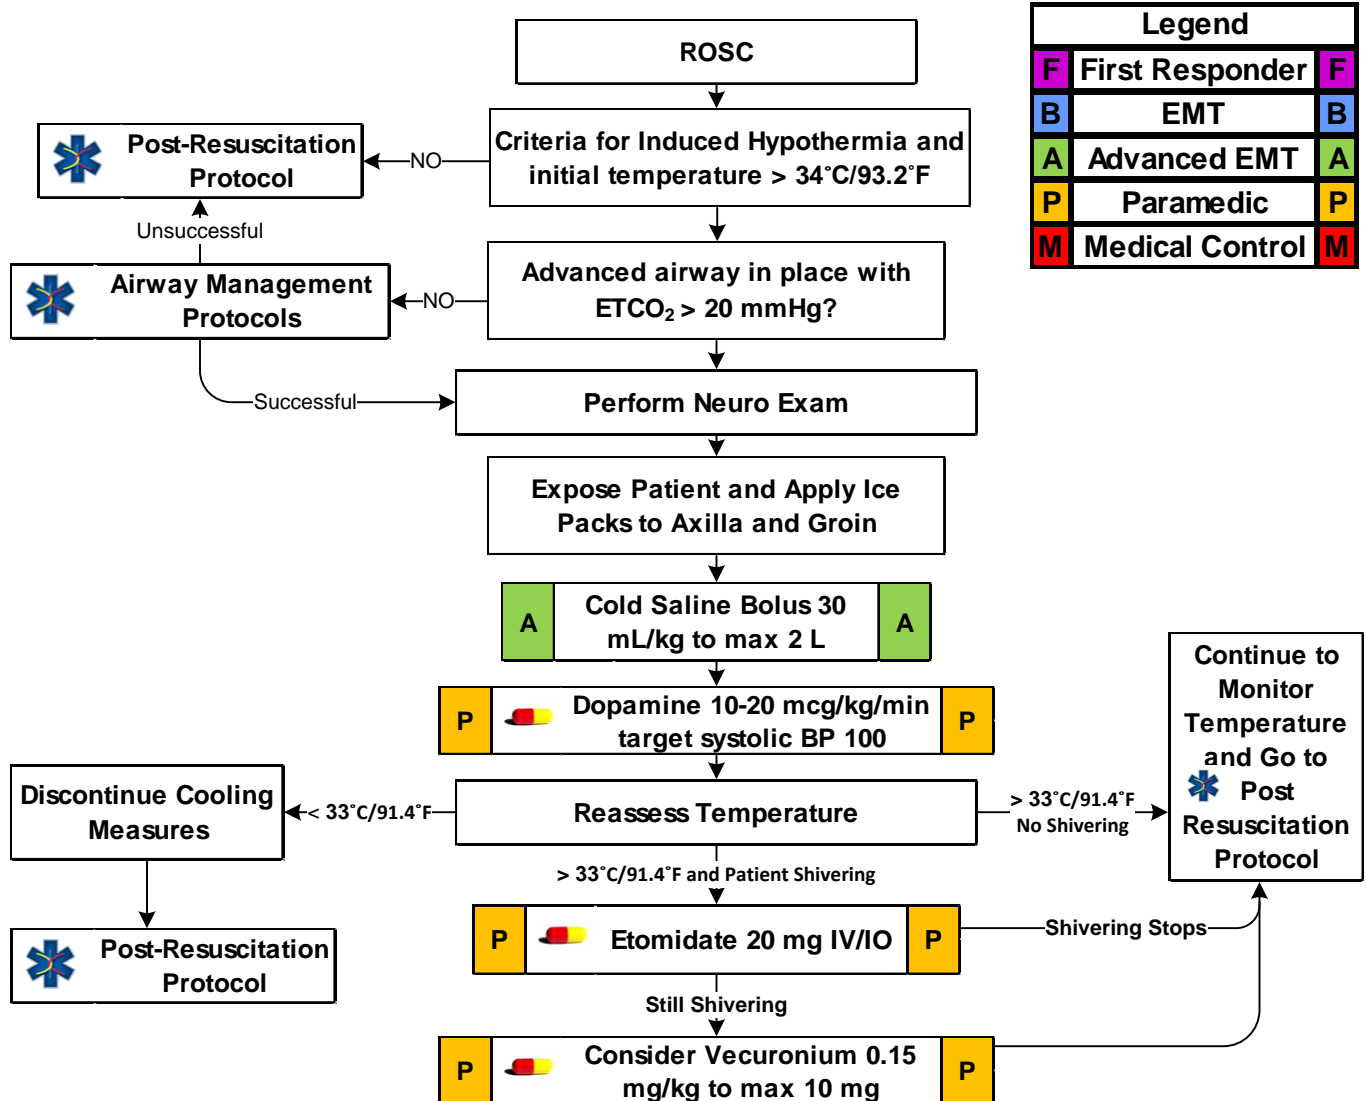 ROSC
Legend
F First Responder F
B EMT B
A Advanced EMT A
P Paramedic P
M Medical Control M
Criteria for Induced Hypothermia and
initial temperature > 34˚C/93.2˚F
NO
Post-Resuscitation
Protocol
Unsuccessful
Advanced airway in place with
ETCO₂ > 20 mmHg?
NO
Airway Management
Protocols
Successful
Perform Neuro Exam
Expose Patient and Apply Ice
Packs to Axilla and Groin
A Cold Saline Bolus 30 A
mL/kg to max 2 L
P Dopamine 10-20 mcg/kg/min P
target systolic BP 100
Reassess Temperature
< 33˚C/91.4˚F
Discontinue Cooling
Measures
Post-Resuscitation
Protocol
> 33˚C/91.4˚F
No Shivering
Continue to
Monitor
Temperature
and Go to
Post
Resuscitation
Protocol
> 33˚C/91.4˚F and Patient Shivering
P Etomidate 20 mg IV/IO P
Shivering Stops
Still Shivering
P Consider Vecuronium 0.15 P
mg/kg to max 10 mg